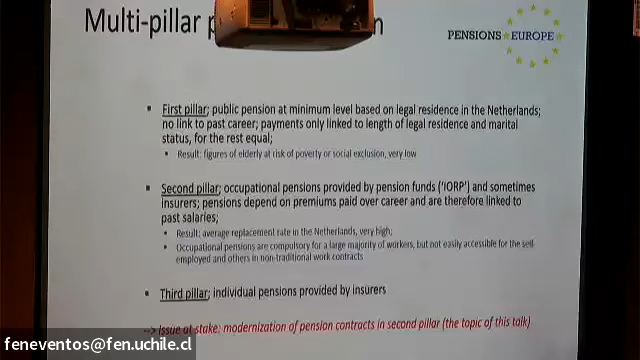 Multi-pillar p n
PENSIONS EUROPE
▪ First pillar; public pension at minimum level based on legal residence in the Netherlands;
no link to past career; payments only linked to length of legal residence and marital
status, for the rest equal;
▪ Result: figures of elderly at risk of poverty or social exclusion, very low
▪ Second pillar; occupational pensions provided by pension funds ('IORP') and sometimes
insurers; pensions depend on premiums paid over career and are therefore linked to
past salaries;
▪ Result: average replacement rate in the Netherlands, very high;
▪ Occupational pensions are compulsory for a large majority of workers, but not easily accessible for the self
employed and others in non-traditional work contracts
▪ Third pillar; individual pensions provided by insurers
--> Issue at stake: modernization of pension contracts in second pillar (the topic of this talk)
feneventos@fen.uchile.cl